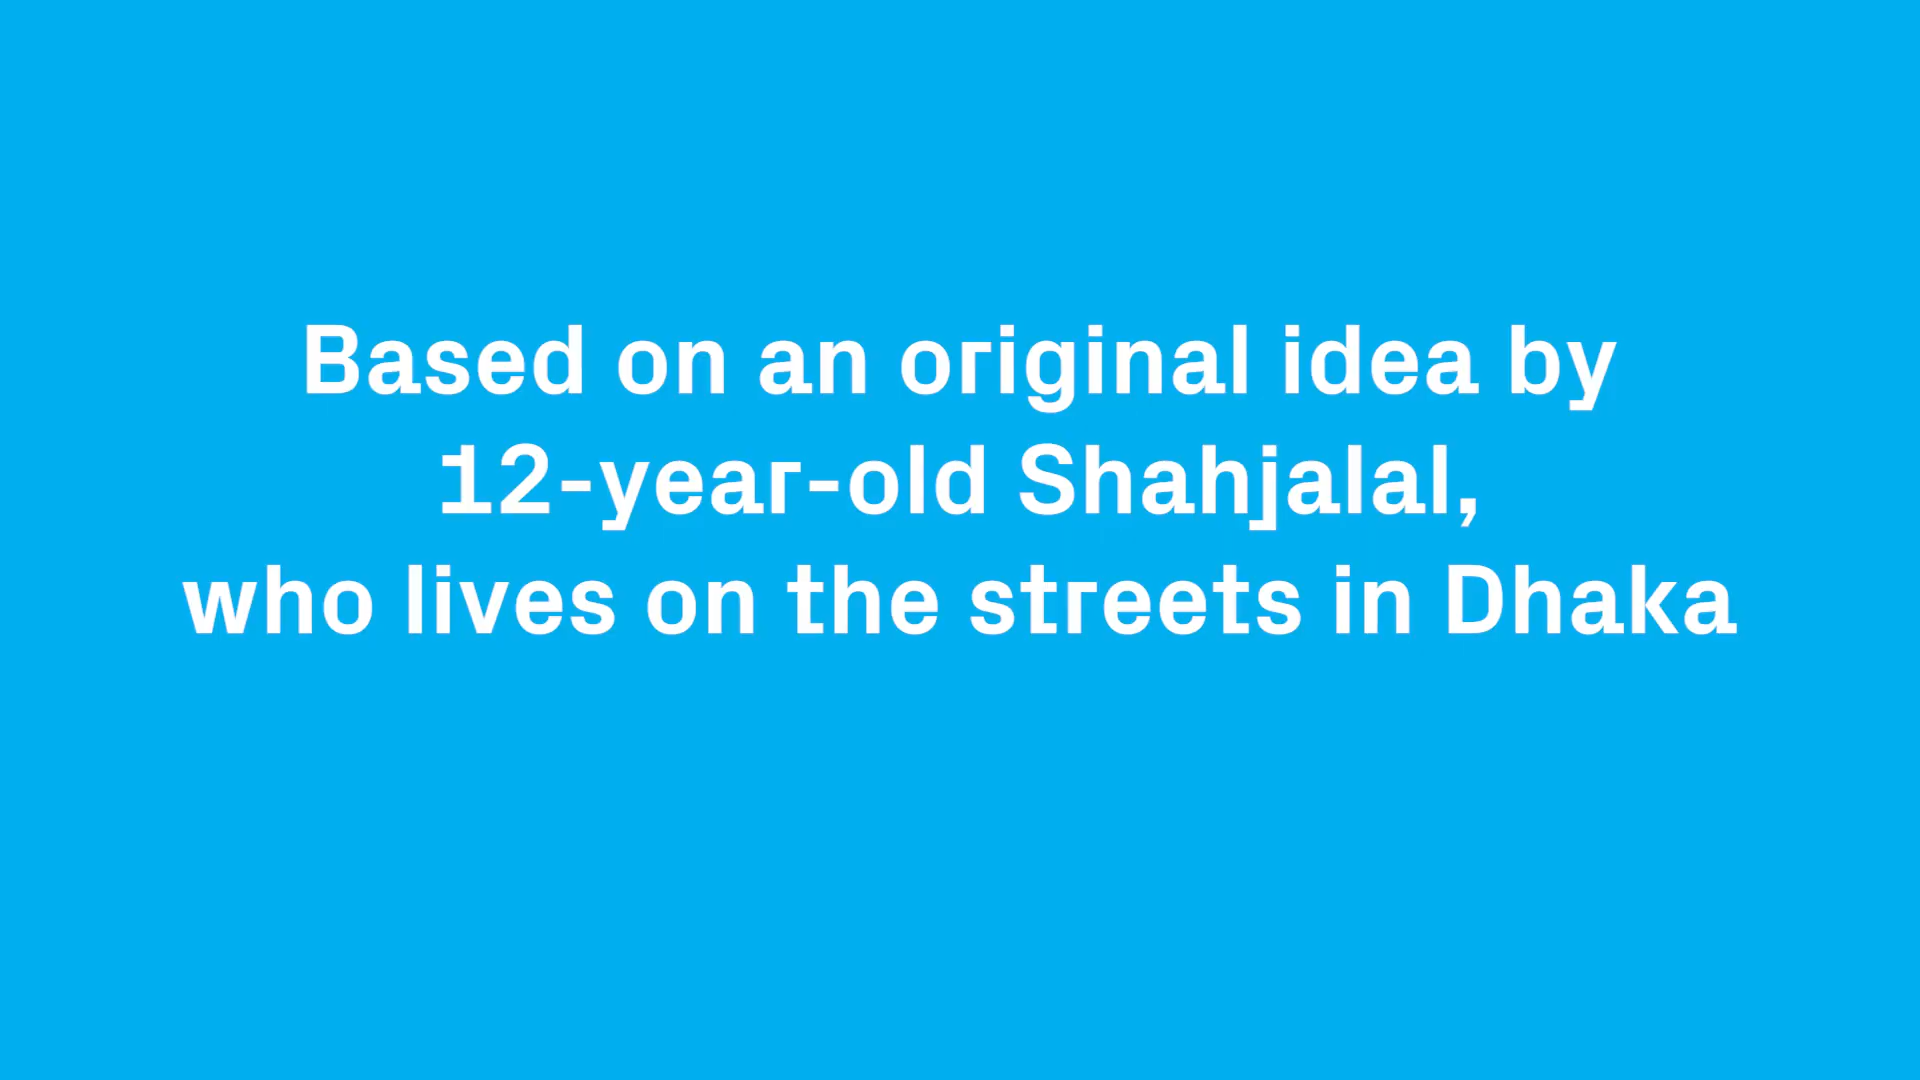 Based on an original idea by
12-year-old Shahjalal,
who lives on the streets in Dhaka